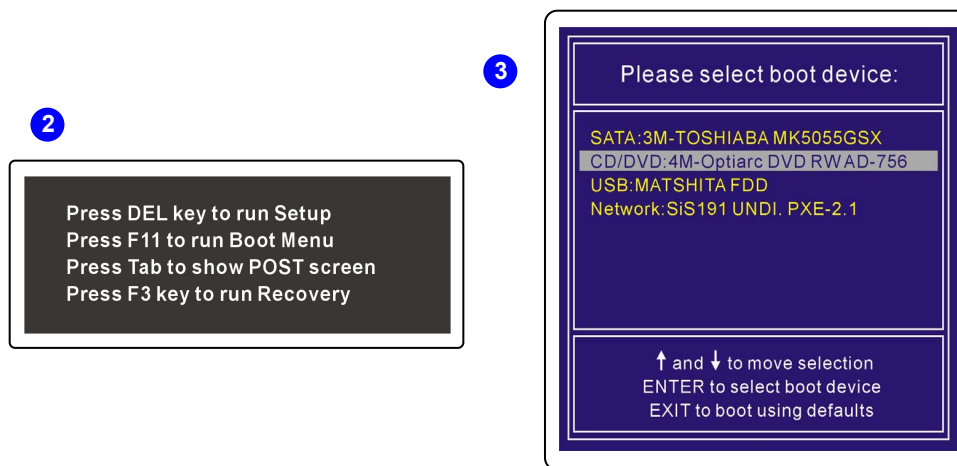 2
Press DEL key to run Setup
Press F11 to run Boot Menu
Press Tab to show POST screen
Press F3 key to run Recovery
3
Please select boot device:
SATA:3M-TOSHIABA MK5055GSX
CD/DVD:4M-Optiarc DVD RW AD-756
USB:MATSHITA FDD
Network:SiS191 UNDI. PXE-2.1
↑ and ↓ to move selection
ENTER to select boot device
EXIT to boot using defaults